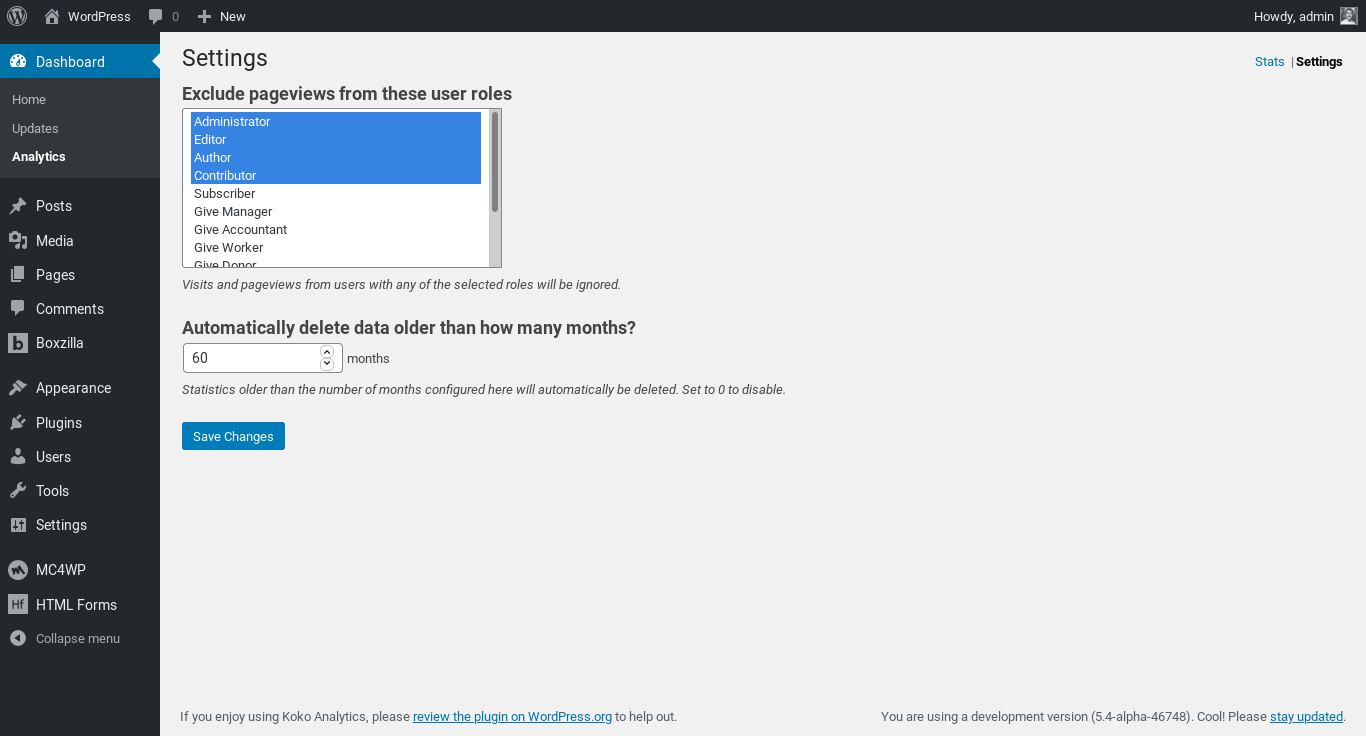 WordPress 0 New Howdy, admin
Dashboard
Home
Updates
Analytics
Posts
Media
Pages
Comments
Boxzilla
Appearance
Plugins
Users
Tools
Settings
MC4WP
HTML Forms
Collapse menu
Settings
Stats | Settings
Exclude pageviews from these user roles
Administrator
Editor
Author
Contributor
Subscriber
Give Manager
Give Accountant
Give Worker
Give Donor
Visits and pageviews from users with any of the selected roles will be ignored.
Automatically delete data older than how many months?
60 months
Statistics older than the number of months configured here will automatically be deleted. Set to 0 to disable.
Save Changes
If you enjoy using Koko Analytics, please review the plugin on WordPress.org to help out.
You are using a development version (5.4-alpha-46748). Cool! Please stay updated.